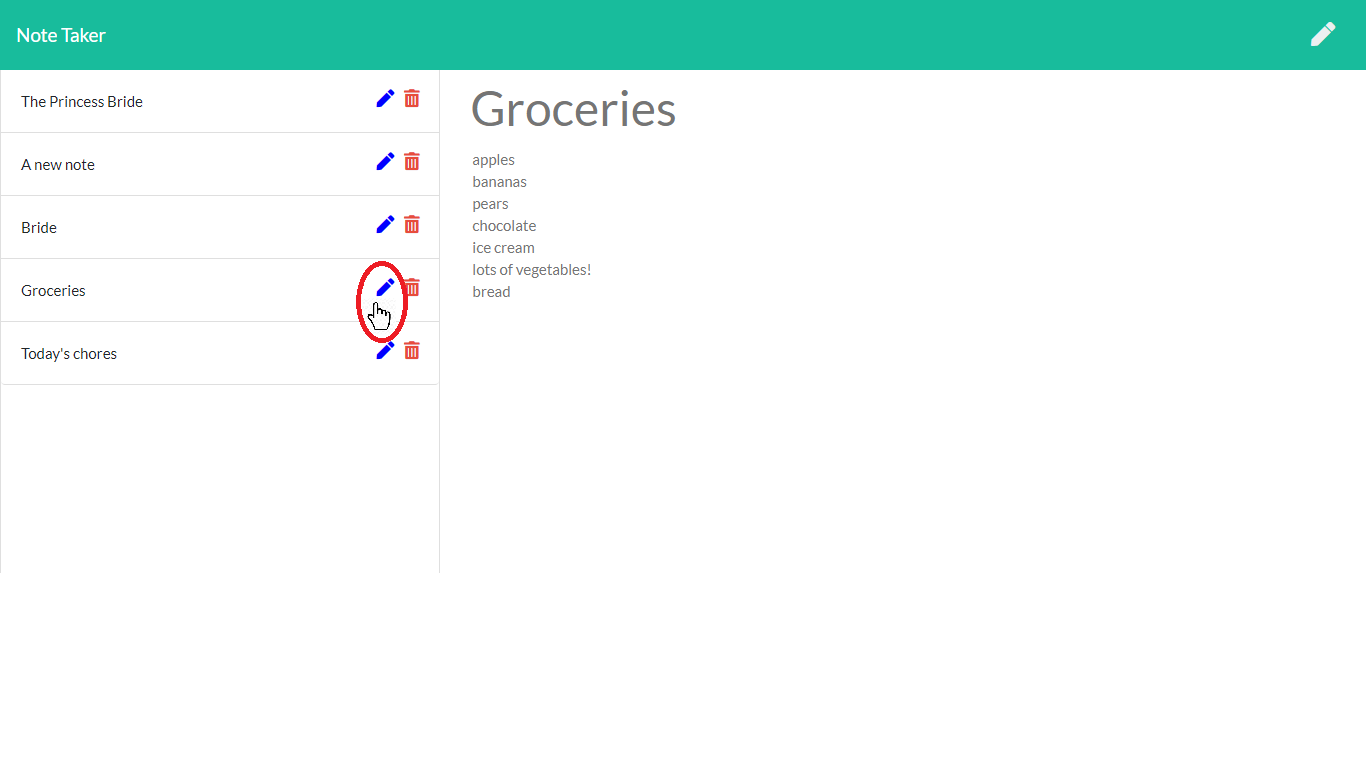 Note Taker
The Princess Bride
A new note
Bride
Groceries
Today's chores
Groceries
apples
bananas
pears
chocolate
ice cream
lots of vegetables!
bread